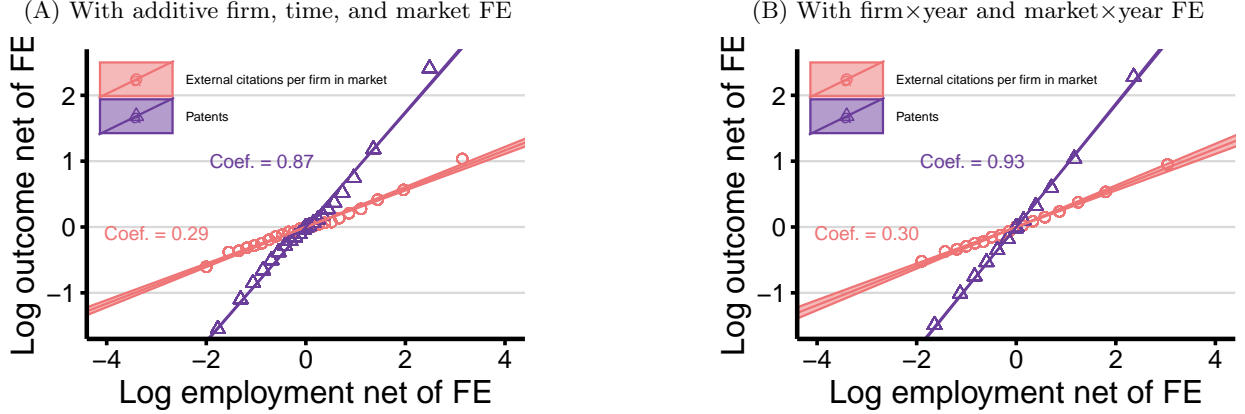 (A) With additive firm, time, and market FE
Log outcome net of FE
External citations per firm in market
Patents
Coef. = 0.87
Coef. = 0.29
2
1
0
−1
−4
−2
0
2
4
Log employment net of FE
(B) With firm×year and market×year FE
Log outcome net of FE
External citations per firm in market
Patents
Coef. = 0.93
Coef. = 0.30
2
1
0
−1
−4
−2
0
2
4
Log employment net of FE